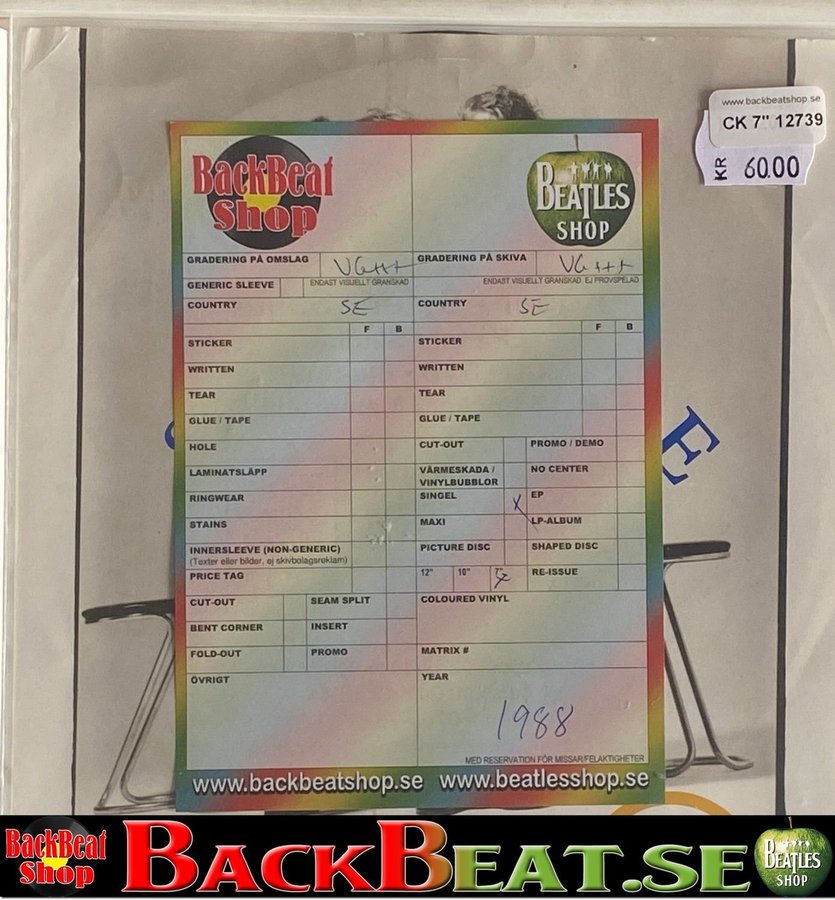 www.backbeatshop.se
CK 7" 12739
KR 60.00
BACKBEAT
SHOP
BEATLES
SHOP
GRADERING PÅ OMSLAG VG+++ GRADERING PÅ SKIVA VG+++
GENERIC SLEEVE ENDAST VISUELLT GRANSKAD ENDAST VISUELLT GRANSKAD EJ PROVSPELAD
COUNTRY SE COUNTRY SE
F B F B
STICKER STICKER
WRITTEN WRITTEN
TEAR TEAR
GLUE / TAPE GLUE / TAPE
HOLE CUT-OUT PROMO / DEMO
LAMINATSLÄPP VÄRMESKADA / NO CENTER
VINYLBUBBLOR
RINGWEAR SINGEL X EP
STAINS MAXI LP-ALBUM
INNERSLEEVE (NON-GENERIC) PICTURE DISC SHAPED DISC
(Texter eller bilder, ej skivbolagsreklam)
PRICE TAG 12" 10" 7" RE-ISSUE
CUT-OUT SEAM SPLIT COLOURED VINYL
BENT CORNER INSERT
FOLD-OUT PROMO MATRIX #
ÖVRIGT YEAR
1988
MED RESERVATION FÖR MISSAR/FELAKTIGHETER
www.backbeatshop.se www.beatlesshop.se
E
BACKBEAT
SHOP
BACKBEAT.SE
BEATLES
SHOP